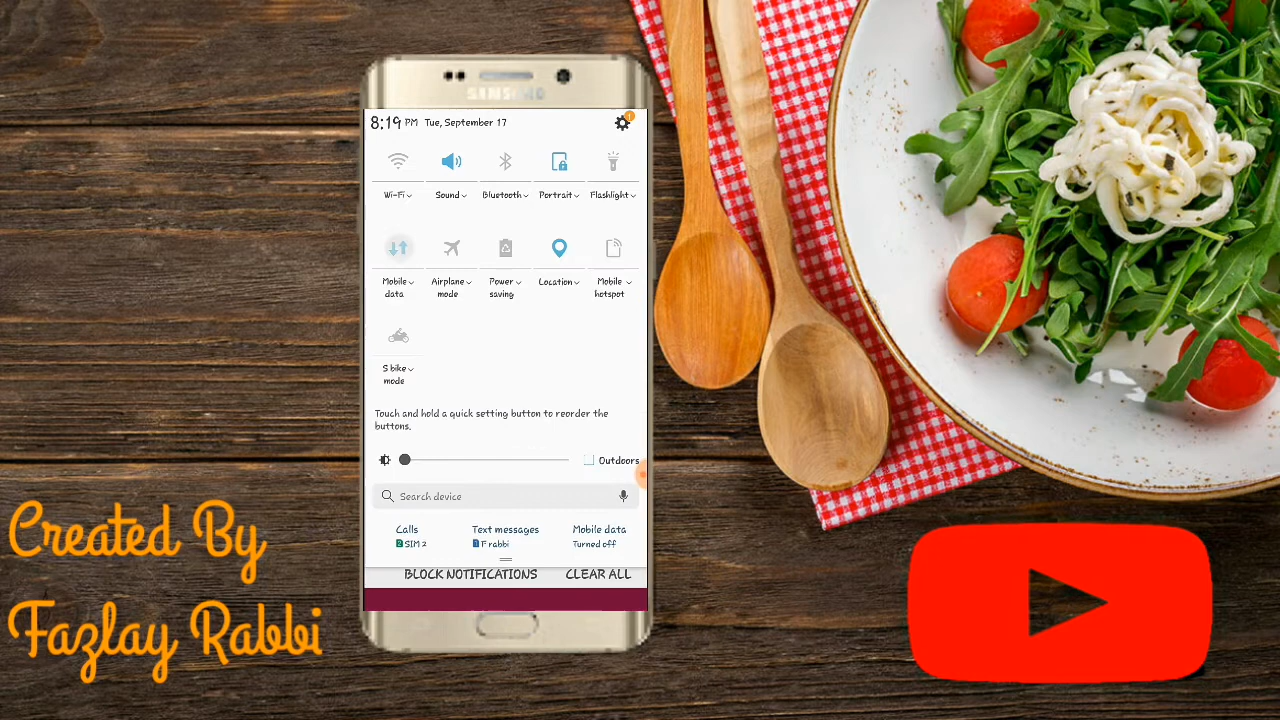 SAMSUNG
8:19 PM Tue, September 17
Wi-Fi Sound Bluetooth Portrait Flashlight
Mobile data Airplane mode Power saving Location Mobile hotspot
S bike mode
Touch and hold a quick setting button to reorder the
buttons.
Outdoors
Search device
Calls Text messages Mobile data
SIM 2 F rabbi Turned off
BLOCK NOTIFICATIONS CLEAR ALL
Created By
Fazlay Rabbi